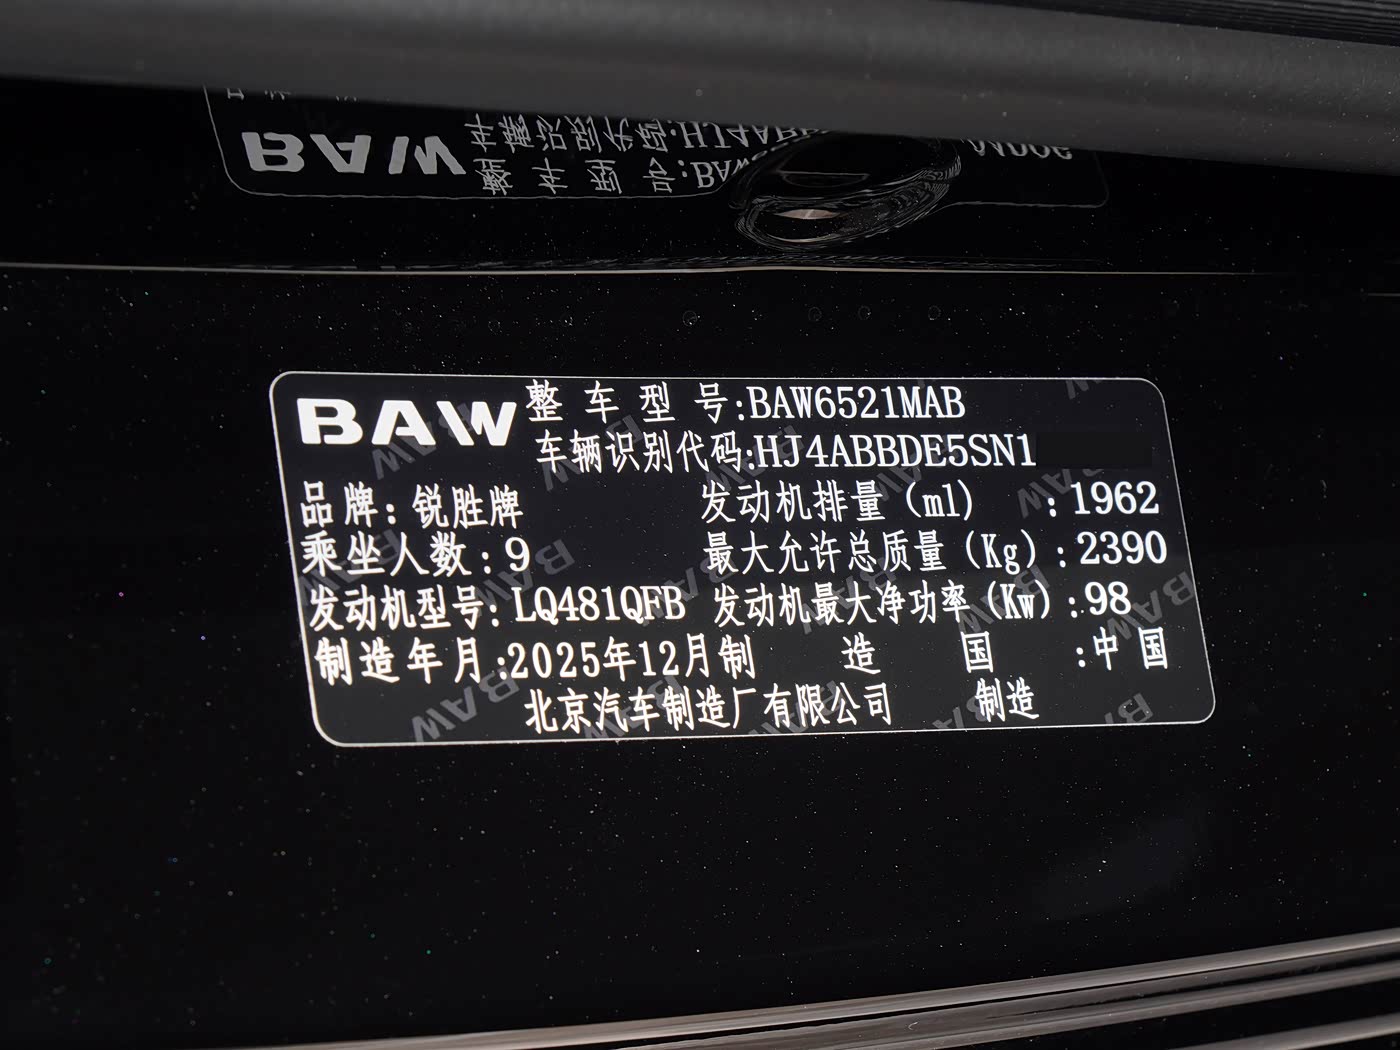 BAW
整车型号:BAW6521MAB
车辆识别代码:HJ4ABBDE5SN1
品牌:锐胜牌 发动机排量(ml):1962
乘坐人数:9 最大允许总质量(Kg):2390
发动机型号:LQ481QFB 发动机最大净功率(Kw):98
制造年月:2025年12月 制造国:中国
北京汽车制造厂有限公司 制造